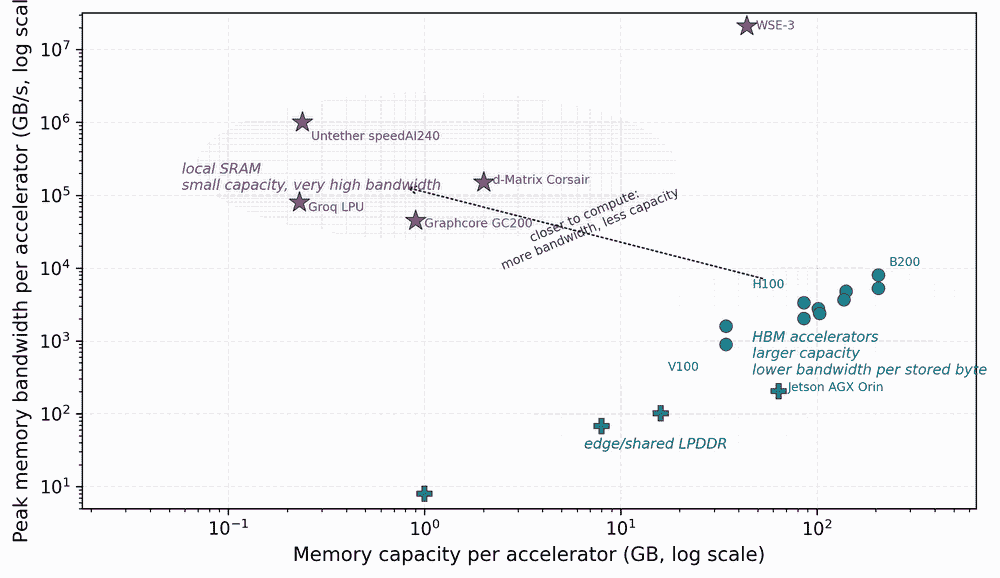 Peak memory bandwidth per accelerator (GB/s, log scal
10⁷
10⁶
10⁵
10⁴
10³
10²
10¹
WSE-3
Untether speedAI240
local SRAM
small capacity, very high bandwidth
d-Matrix Corsair
Groq LPU
Graphcore GC200
closer to compute:
more bandwidth, less capacity
B200
H100
HBM accelerators
larger capacity
lower bandwidth per stored byte
V100
Jetson AGX Orin
edge/shared LPDDR
10⁻¹
10⁰
10¹
10²
Memory capacity per accelerator (GB, log scale)